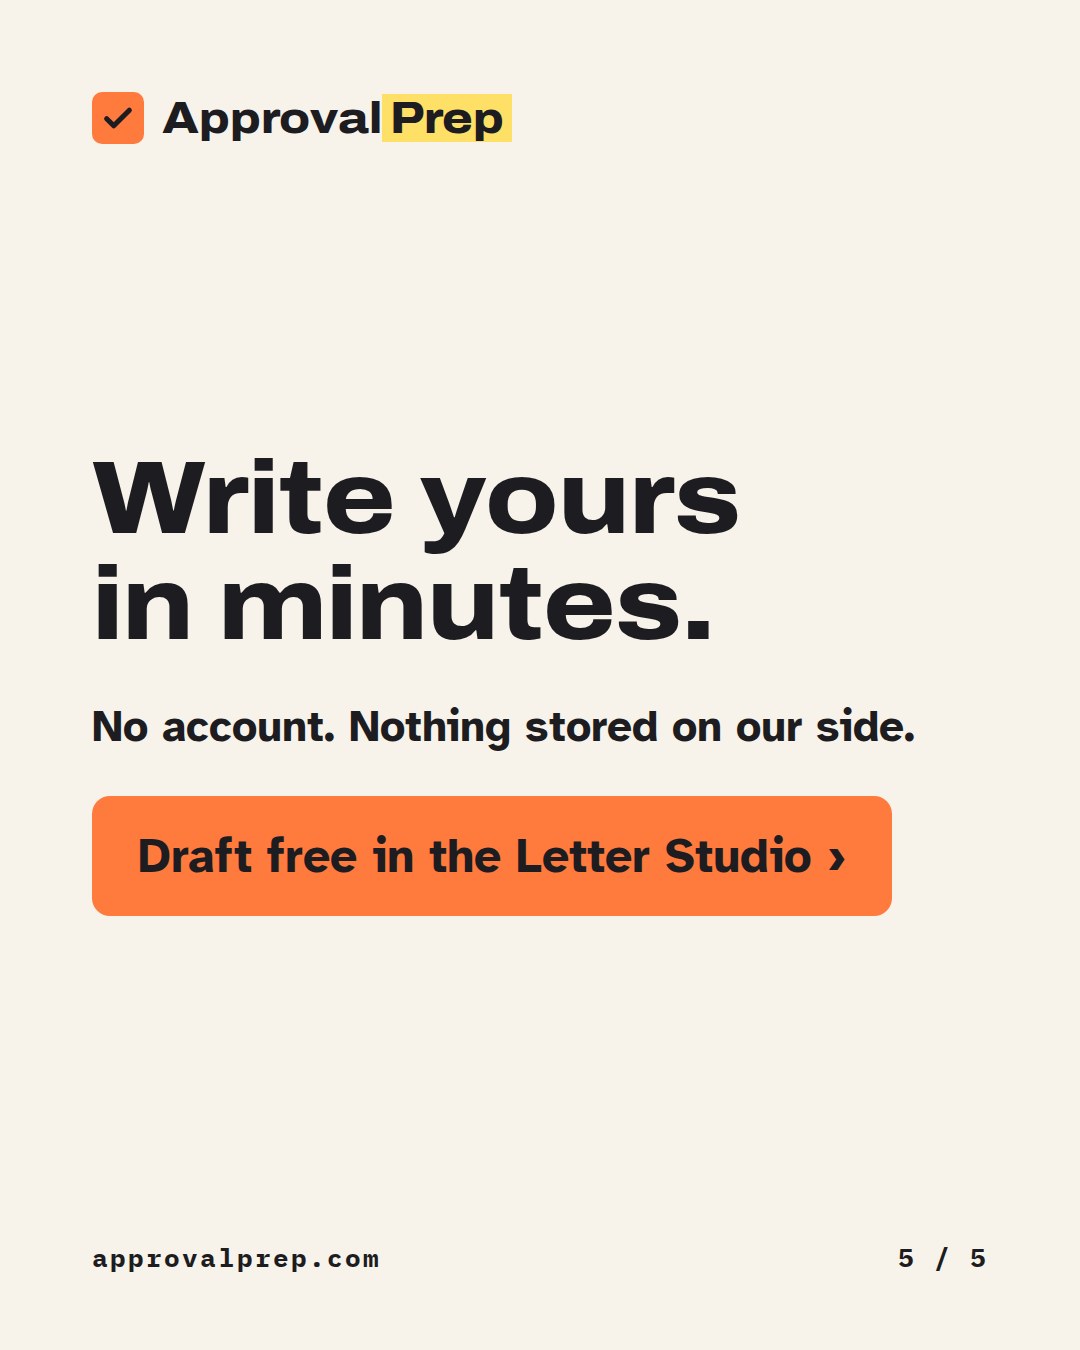 ApprovalPrep
Write yours
in minutes.
No account. Nothing stored on our side.
Draft free in the Letter Studio ›
approvalprep.com
5 / 5